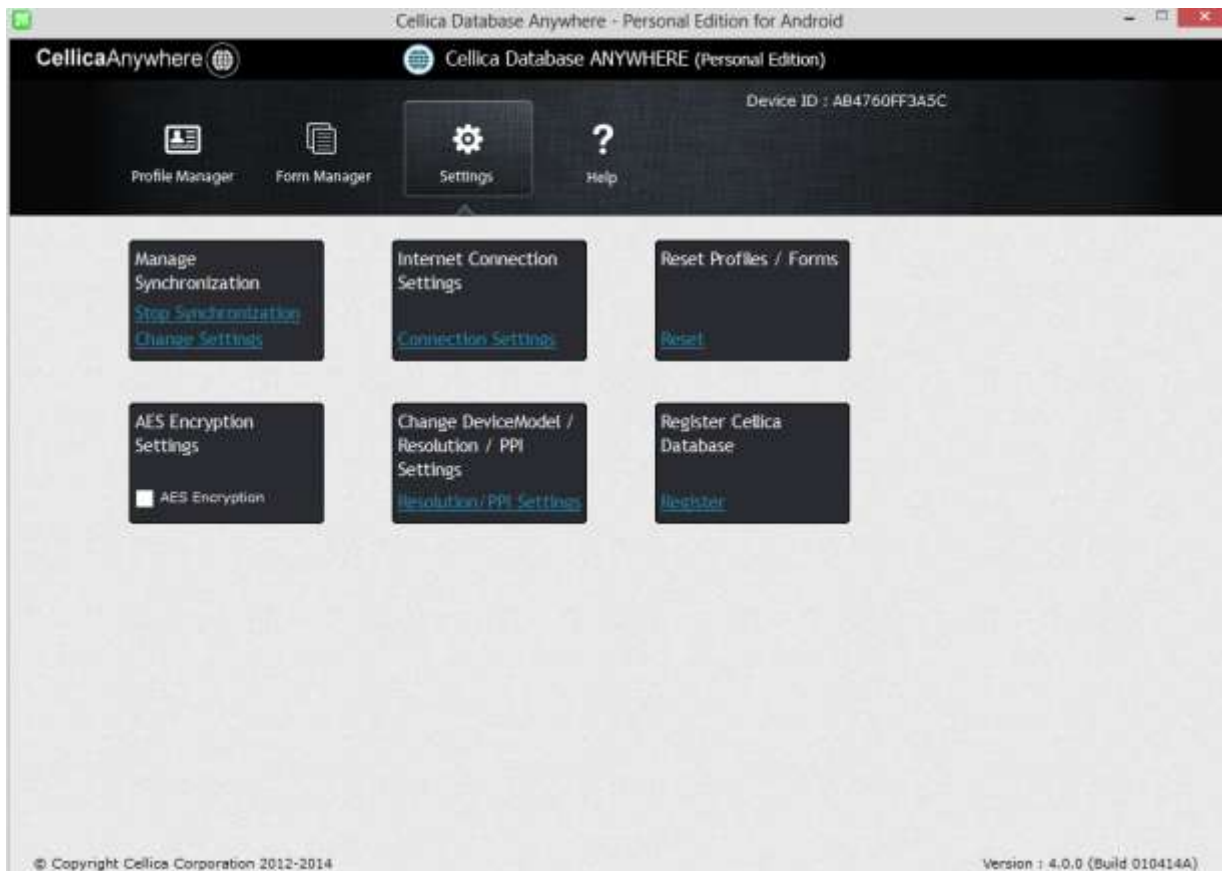 Cellica Database Anywhere - Personal Edition for Android
CellicaAnywhere
Cellica Database ANYWHERE (Personal Edition)
Device ID : AB4760FF3A5C
Profile Manager
Form Manager
Settings
?
Help
Manage
Synchronization
Stop Synchronization
Change Settings
Internet Connection
Settings
Connection Settings
Reset Profiles / Forms
Reset
AES Encryption
Settings
AES Encryption
Change DeviceModel /
Resolution / PPI
Settings
Resolution/PPI Settings
Register Cellica
Database
Register
© Copyright Cellica Corporation 2012-2014
Version : 4.0.0 (Build 010414A)